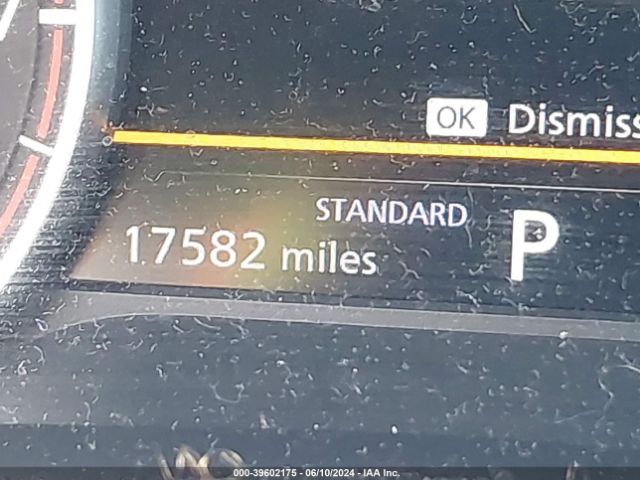 OK Dismiss
STANDARD P
17582 miles
000-39602175 - 06/10/2024 - IAA Inc.